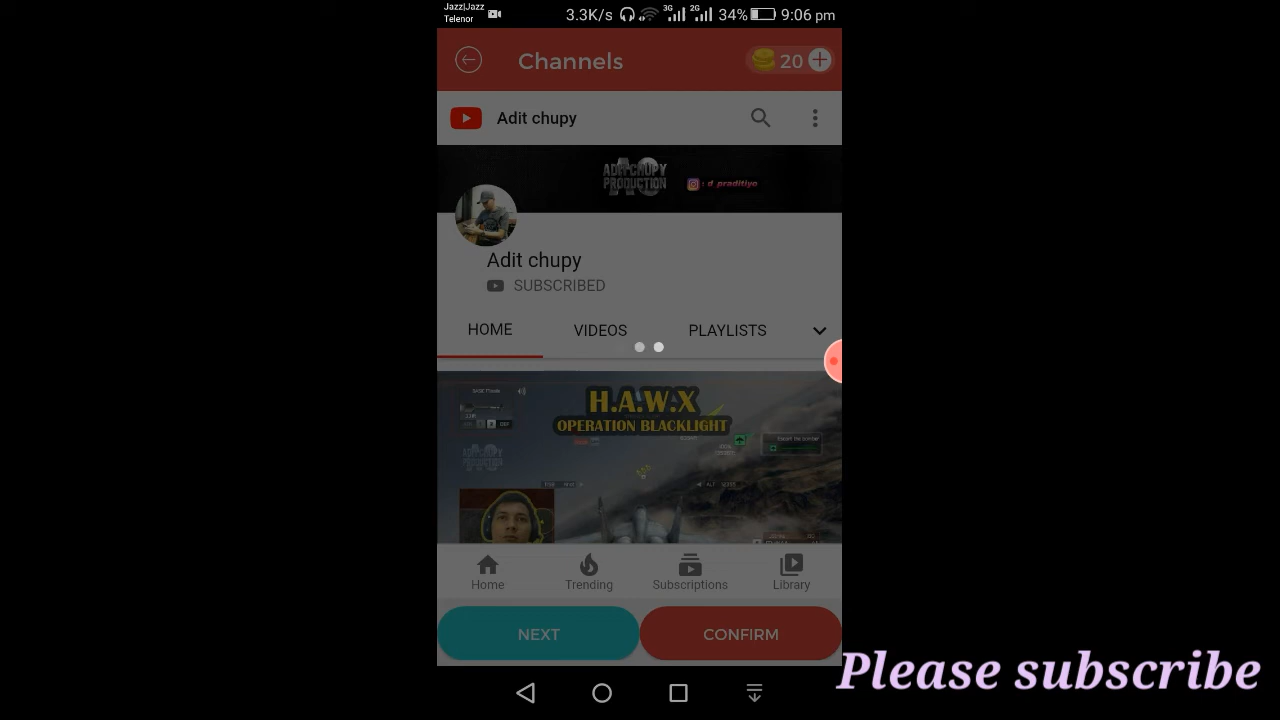 Jazz|Jazz
Telenor
3.3K/s 3G 2G 34% 9:06 pm
Channels 20
Adit chupy
ADIT CHUPY
PRODUCTION
: d_praditiyo
Adit chupy
SUBSCRIBED
HOME VIDEOS PLAYLISTS
H.A.W.X
OPERATION BLACKLIGHT
Home Trending Subscriptions Library
NEXT CONFIRM
Please subscribe